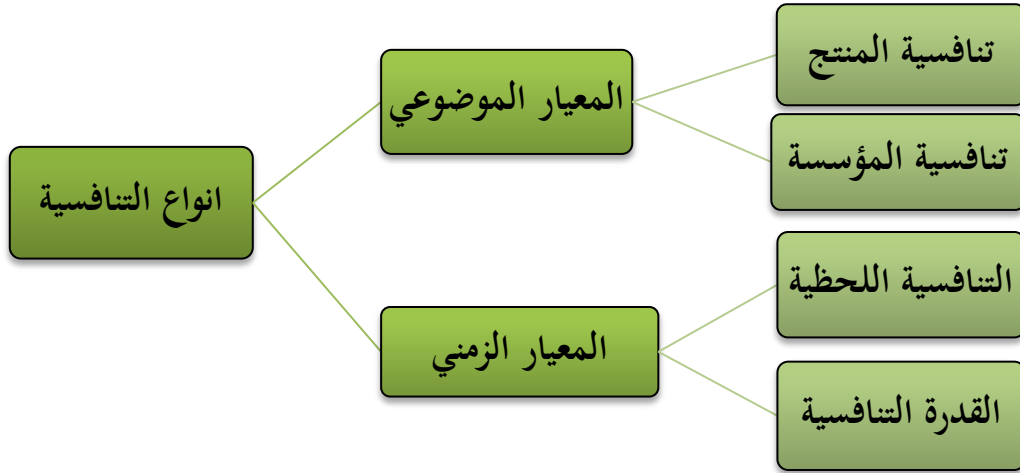 انواع التنافسية
المعيار الموضوعي
تنافسية المنتج
تنافسية المؤسسة
المعيار الزمني
التنافسية اللحظية
القدرة التنافسية